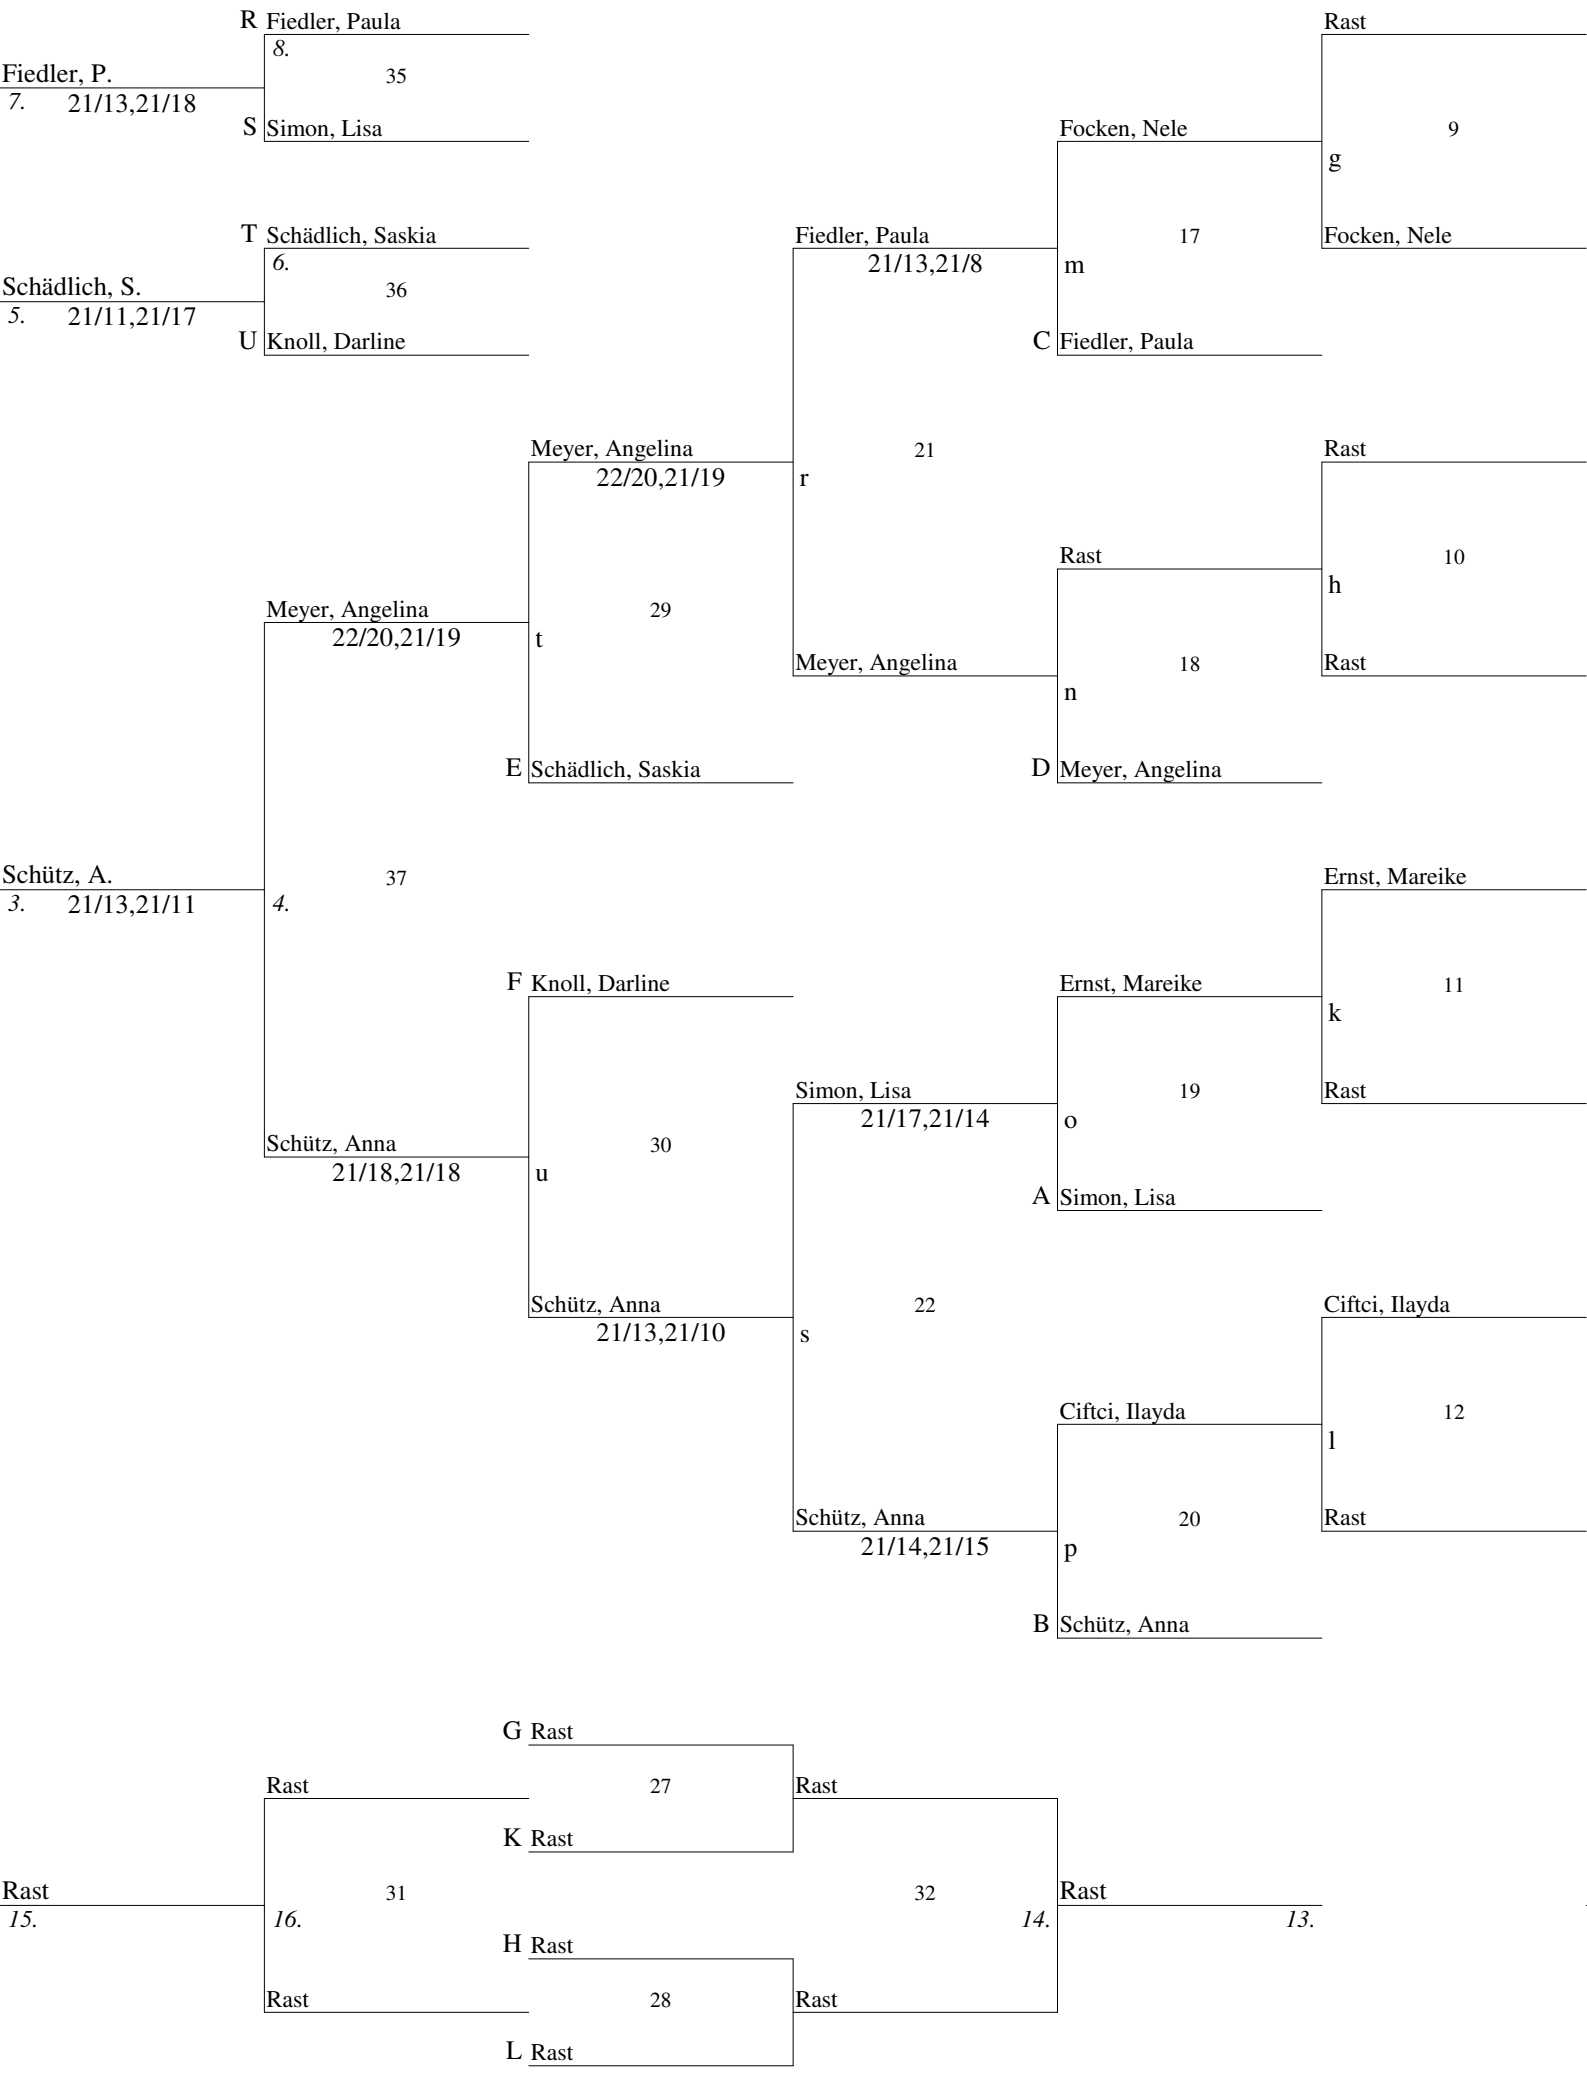 R Fiedler, Paula Rast
8.
Fiedler, P. 35
7. 21/13,21/18
S Simon, Lisa Focken, Nele 9
g
T Schädlich, Saskia Fiedler, Paula 17 Focken, Nele
6. 21/13,21/8 m
Schädlich, S. 36
5. 21/11,21/17
U Knoll, Darline C Fiedler, Paula
Meyer, Angelina 21 Rast
22/20,21/19 r
Rast 10
h
Meyer, Angelina 29
22/20,21/19 t
Meyer, Angelina 18 Rast
n
E Schädlich, Saskia D Meyer, Angelina
Schütz, A. 37 Ernst, Mareike
3. 21/13,21/11 4.
F Knoll, Darline Ernst, Mareike 11
k
Simon, Lisa 19 Rast
21/17,21/14 o
Schütz, Anna 30
21/18,21/18 u
A Simon, Lisa
Schütz, Anna 22 Ciftci, Ilayda
21/13,21/10 s
Ciftci, Ilayda 12
l
Schütz, Anna 20 Rast
21/14,21/15 p
B Schütz, Anna
G Rast
Rast 27 Rast
K Rast
Rast 31 32 Rast
15. 16. 14. 13.
H Rast
Rast 28 Rast
L Rast